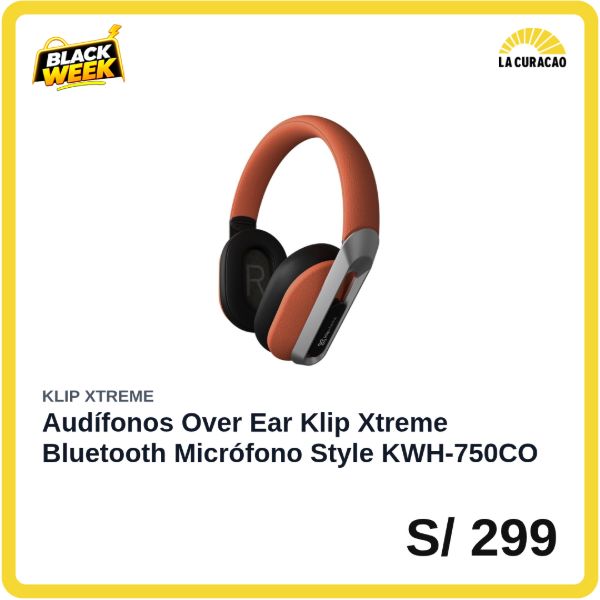 BLACK
WEEK
LA CURACAO
R
KLIP XTREME
Audífonos Over Ear Klip Xtreme
Bluetooth Micrófono Style KWH-750CO
S/ 299